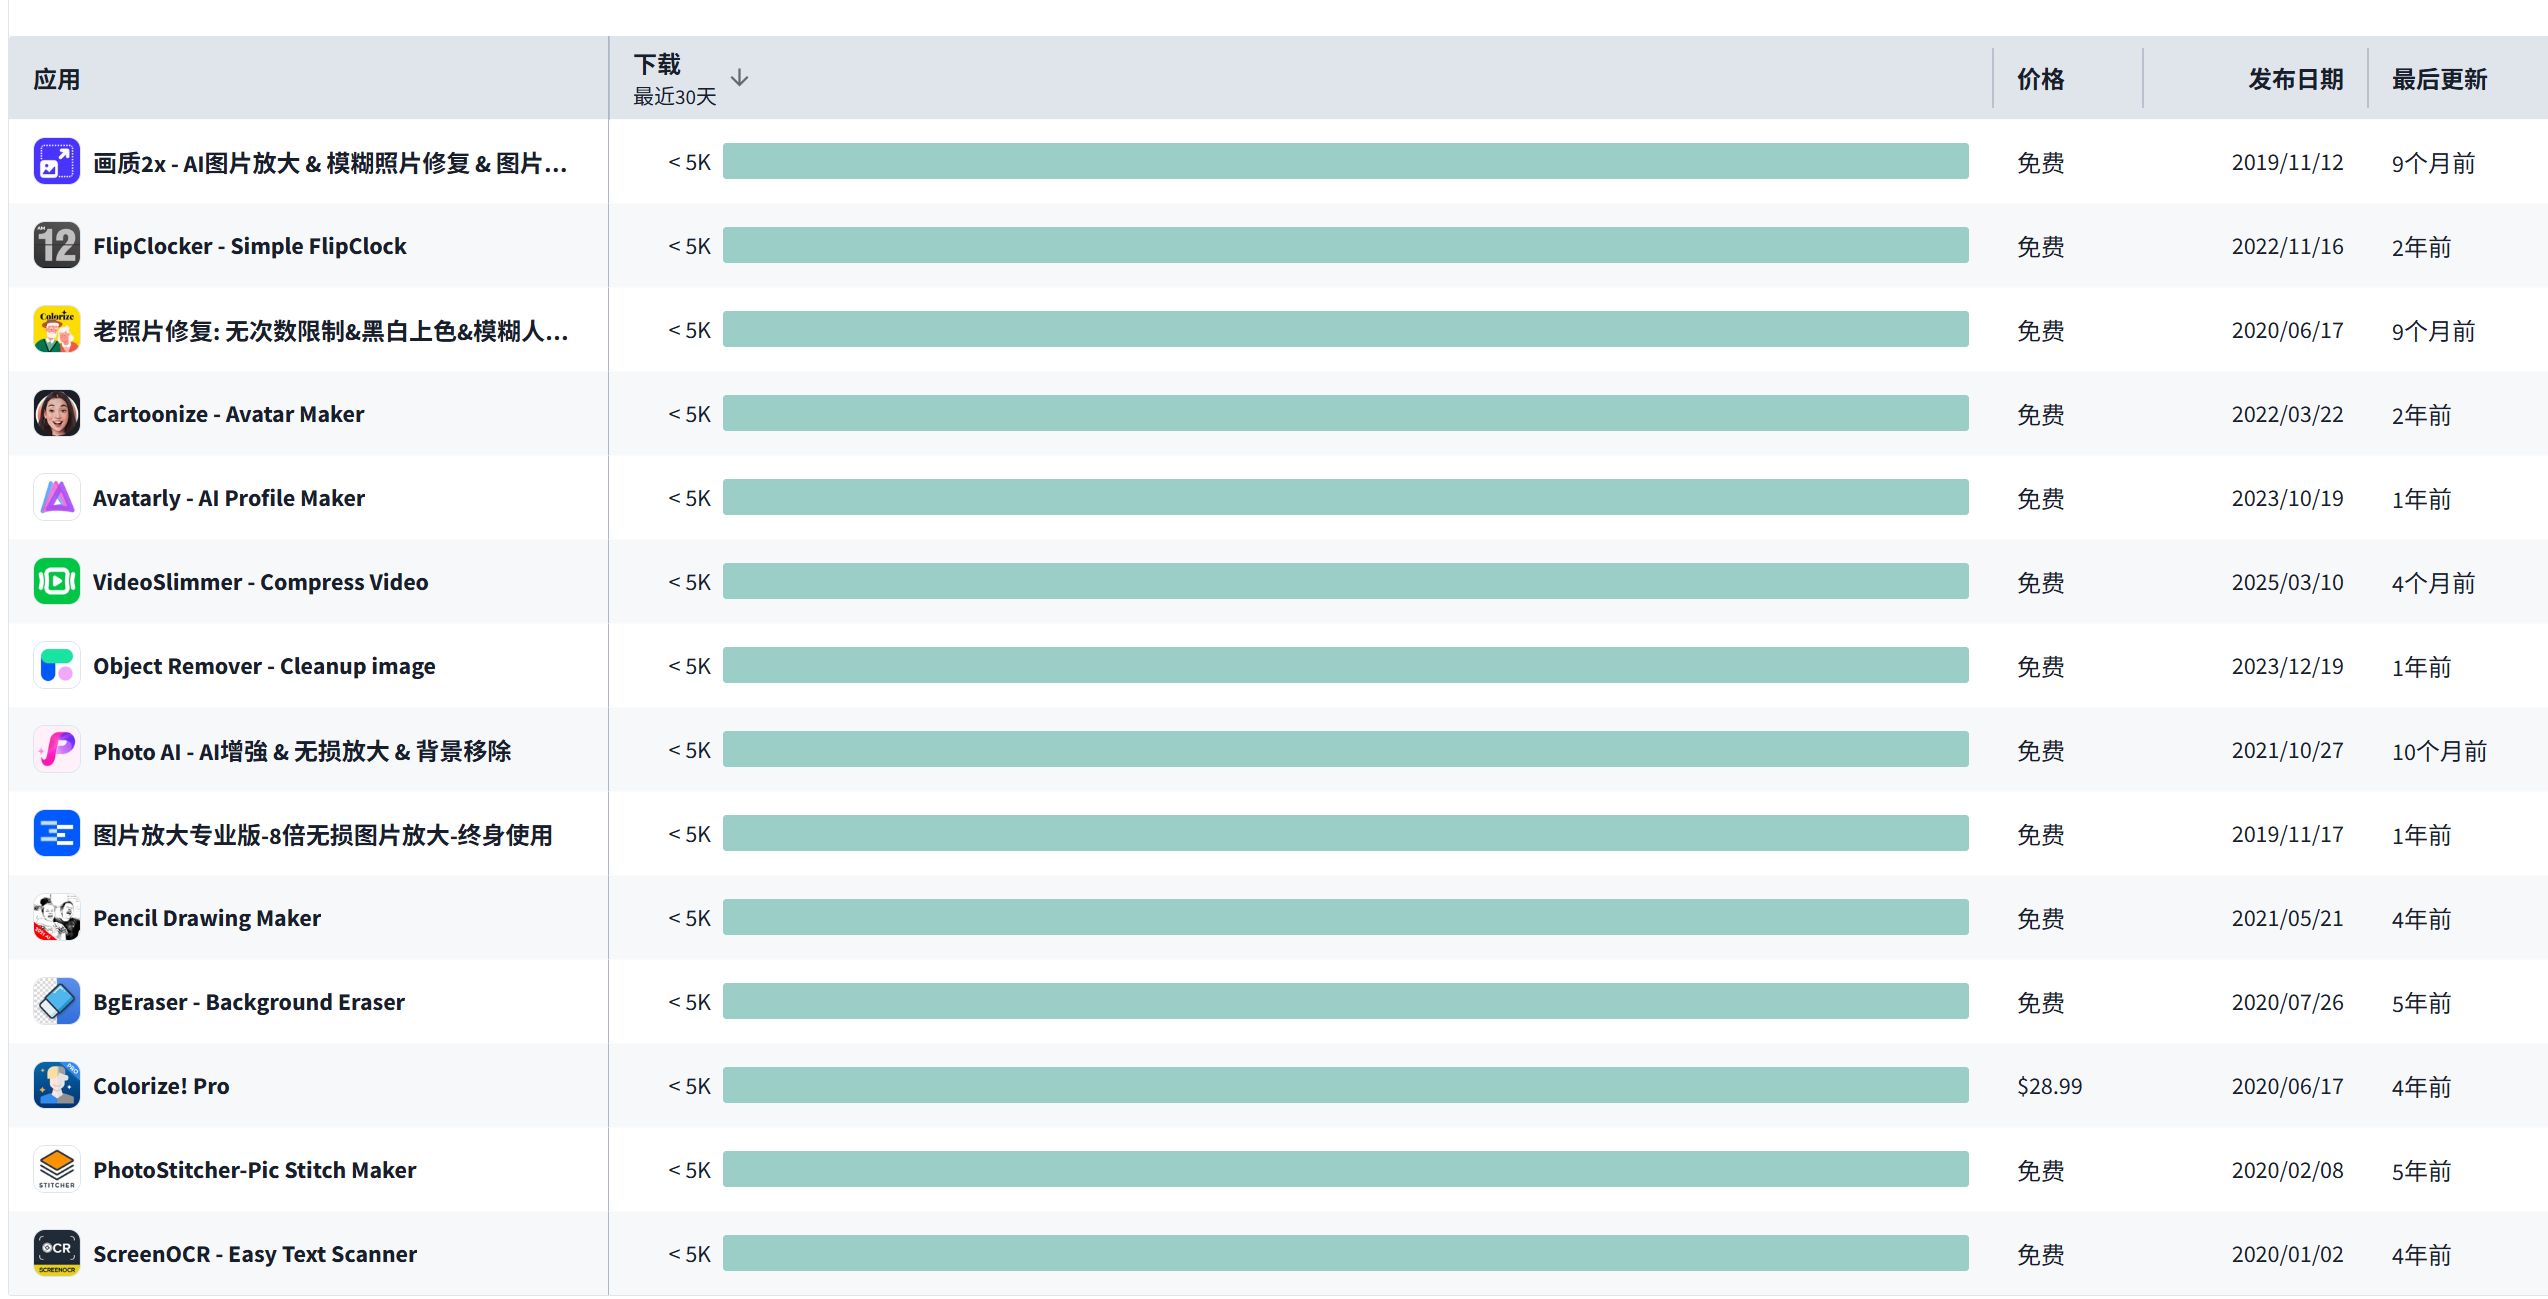 应用 下载 最近30天 价格 发布日期 最后更新
画质2x - AI图片放大 & 模糊照片修复 & 图片... < 5K 免费 2019/11/12 9个月前
12 FlipClocker - Simple FlipClock < 5K 免费 2022/11/16 2年前
Colorize 老照片修复: 无次数限制&黑白上色&模糊人... < 5K 免费 2020/06/17 9个月前
Cartoonize - Avatar Maker < 5K 免费 2022/03/22 2年前
Avatarly - AI Profile Maker < 5K 免费 2023/10/19 1年前
VideoSlimmer - Compress Video < 5K 免费 2025/03/10 4个月前
Object Remover - Cleanup image < 5K 免费 2023/12/19 1年前
Photo AI - AI增強 & 无损放大 & 背景移除 < 5K 免费 2021/10/27 10个月前
图片放大专业版-8倍无损图片放大-终身使用 < 5K 免费 2019/11/17 1年前
Pencil Drawing Maker < 5K 免费 2021/05/21 4年前
BgEraser - Background Eraser < 5K 免费 2020/07/26 5年前
PRO Colorize! Pro < 5K $28.99 2020/06/17 4年前
STITCHER PhotoStitcher-Pic Stitch Maker < 5K 免费 2020/02/08 5年前
OCR SCREENOCR ScreenOCR - Easy Text Scanner < 5K 免费 2020/01/02 4年前